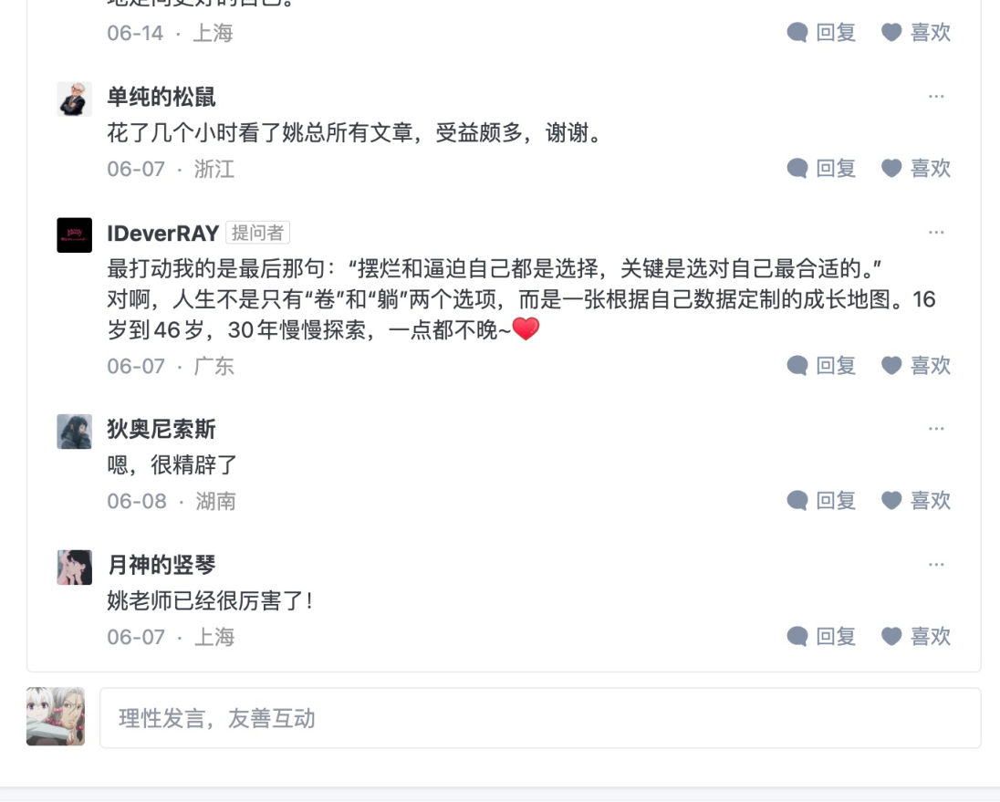 地是向更好的自己。
06-14 · 上海
回复 喜欢
单纯的松鼠
花了几个小时看了姚总所有文章，受益颇多，谢谢。
06-07 · 浙江
回复 喜欢
IDeverRAY 提问者
最打动我的是最后那句：“摆烂和逼迫自己都是选择，关键是选对自己最合适的。”
对啊，人生不是只有“卷”和“躺”两个选项，而是一张根据自己数据定制的成长地图。16
岁到46岁，30年慢慢探索，一点都不晚~❤️
06-07 · 广东
回复 喜欢
狄奥尼索斯
嗯，很精辟了
06-08 · 湖南
回复 喜欢
月神的竖琴
姚老师已经很厉害了！
06-07 · 上海
回复 喜欢
理性发言，友善互动